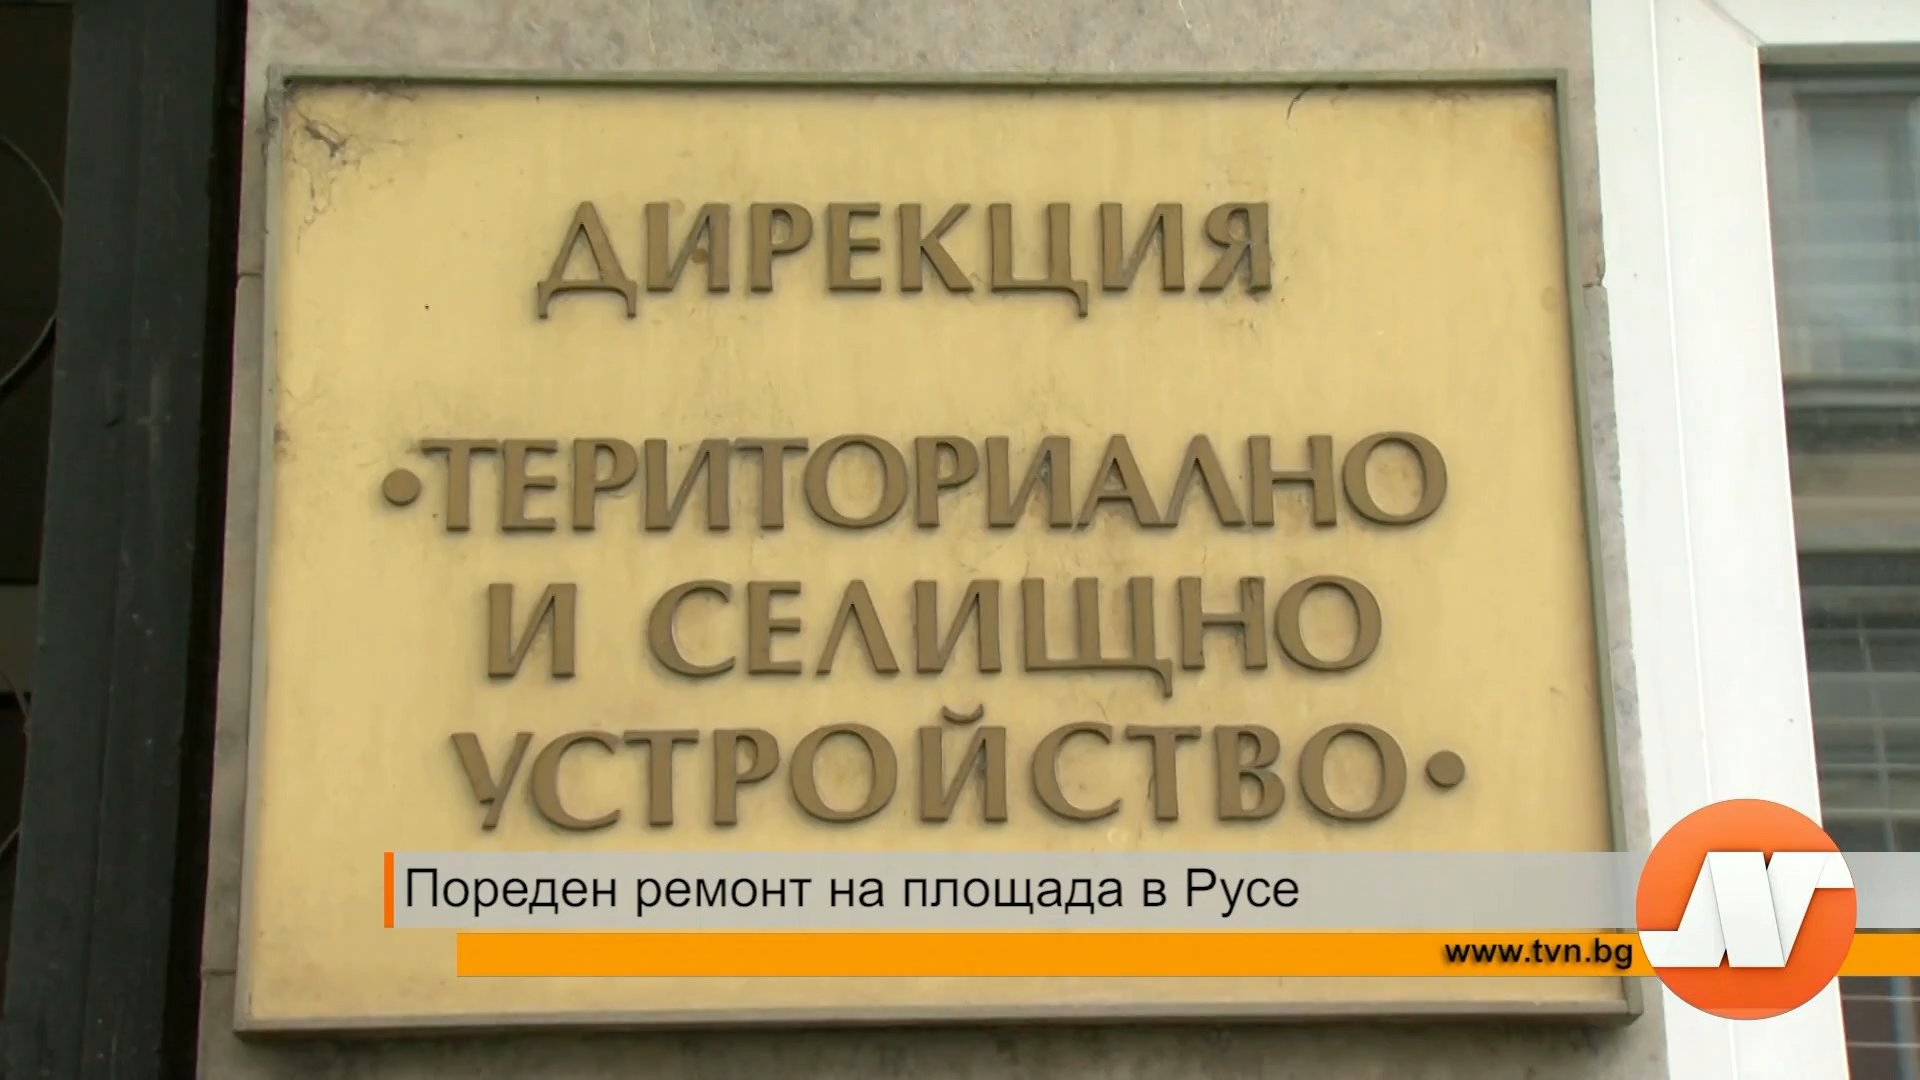 ДИРЕКЦИЯ
•ТЕРИТОРИАЛНО
И СЕЛИЩНО
УСТРОЙСТВО•
Пореден ремонт на площада в Русе
www.tvn.bg